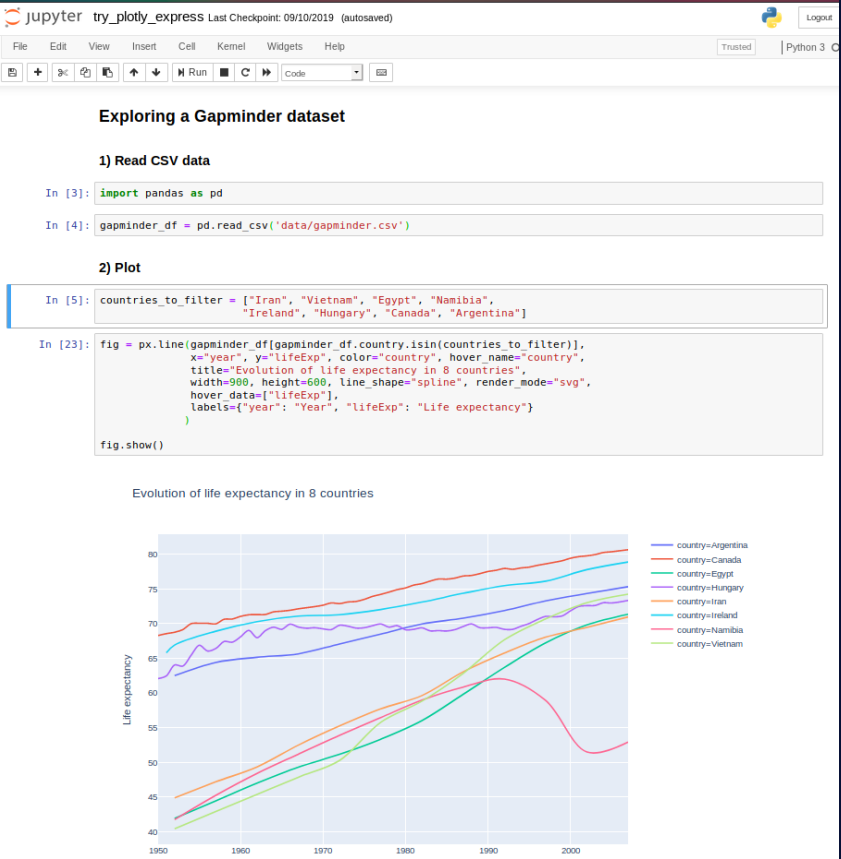 jupyter try_plotly_express Last Checkpoint: 09/10/2019 (autosaved)
Logout
File Edit View Insert Cell Kernel Widgets Help
Trusted
Python 3
Run
Code
Exploring a Gapminder dataset
1) Read CSV data
In [3]: import pandas as pd
In [4]: gapminder_df = pd.read_csv('data/gapminder.csv')
2) Plot
In [5]: countries_to_filter = ["Iran", "Vietnam", "Egypt", "Namibia",
"Ireland", "Hungary", "Canada", "Argentina"]
In [23]: fig = px.line(gapminder_df[gapminder_df.country.isin(countries_to_filter)],
x="year", y="lifeExp", color="country", hover_name="country",
title="Evolution of life expectancy in 8 countries",
width=900, height=600, line_shape="spline", render_mode="svg",
hover_data=["lifeExp"],
labels={"year": "Year", "lifeExp": "Life expectancy"}
)
fig.show()
Evolution of life expectancy in 8 countries
80
75
70
65
60
55
50
45
40
Life expectancy
1950 1960 1970 1980 1990 2000
country=Argentina
country=Canada
country=Egypt
country=Hungary
country=Iran
country=Ireland
country=Namibia
country=Vietnam